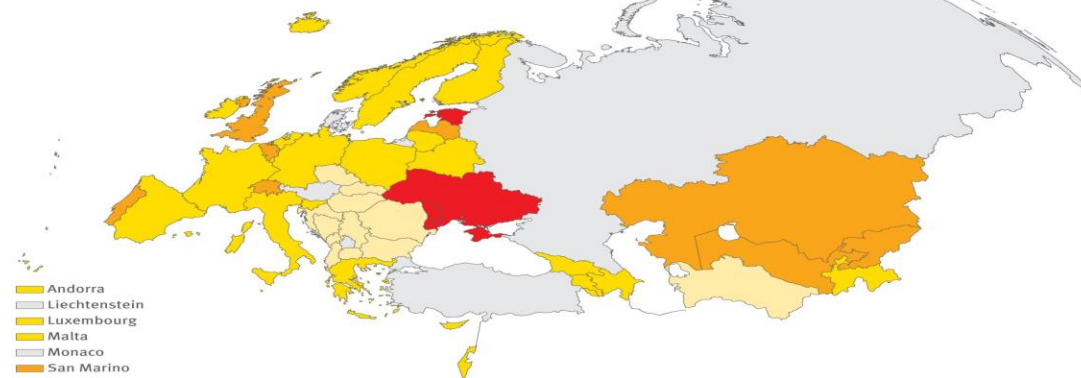 Andorra
Liechtenstein
Luxembourg
Malta
Monaco
San Marino